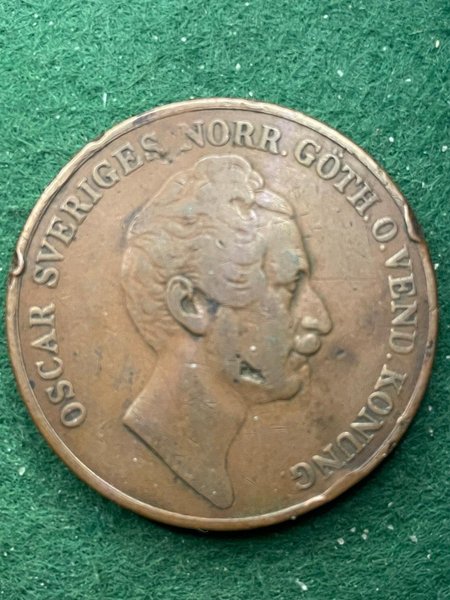 OSCAR SVERIGES NORR. GÖTH. O. VEND. KONUNG